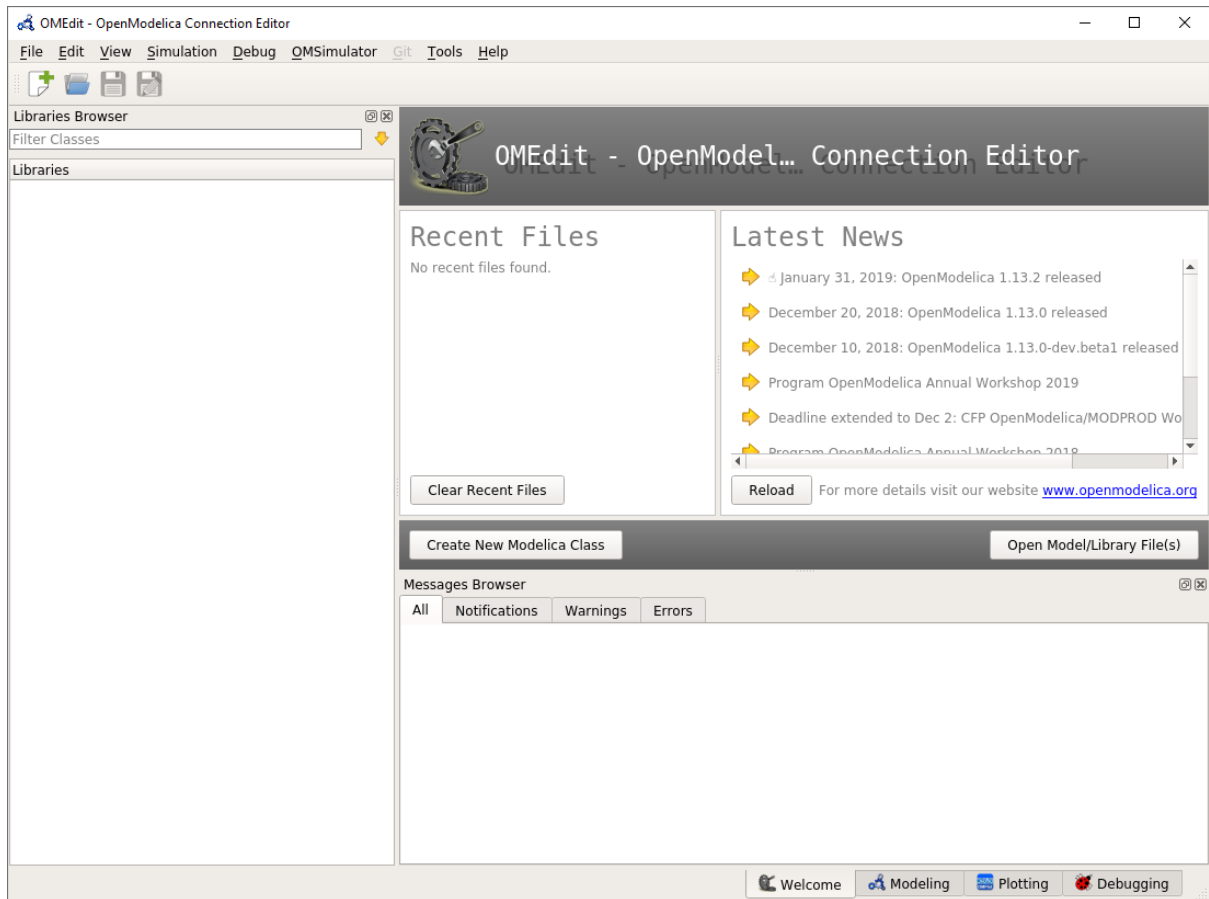 OMEdit - OpenModelica Connection Editor
File Edit View Simulation Debug OMSimulator Git Tools Help
Libraries Browser
Filter Classes
Libraries
OMEdit - OpenModel… Connection Editor
Recent Files
No recent files found.
Clear Recent Files
Latest News
January 31, 2019: OpenModelica 1.13.2 released
December 20, 2018: OpenModelica 1.13.0 released
December 10, 2018: OpenModelica 1.13.0-dev.beta1 released
Program OpenModelica Annual Workshop 2019
Deadline extended to Dec 2: CFP OpenModelica/MODPROD Wo
Program OpenModelica Annual Workshop 2018
Reload For more details visit our website www.openmodelica.org
Create New Modelica Class Open Model/Library File(s)
Messages Browser
All Notifications Warnings Errors
Welcome Modeling Plotting Debugging